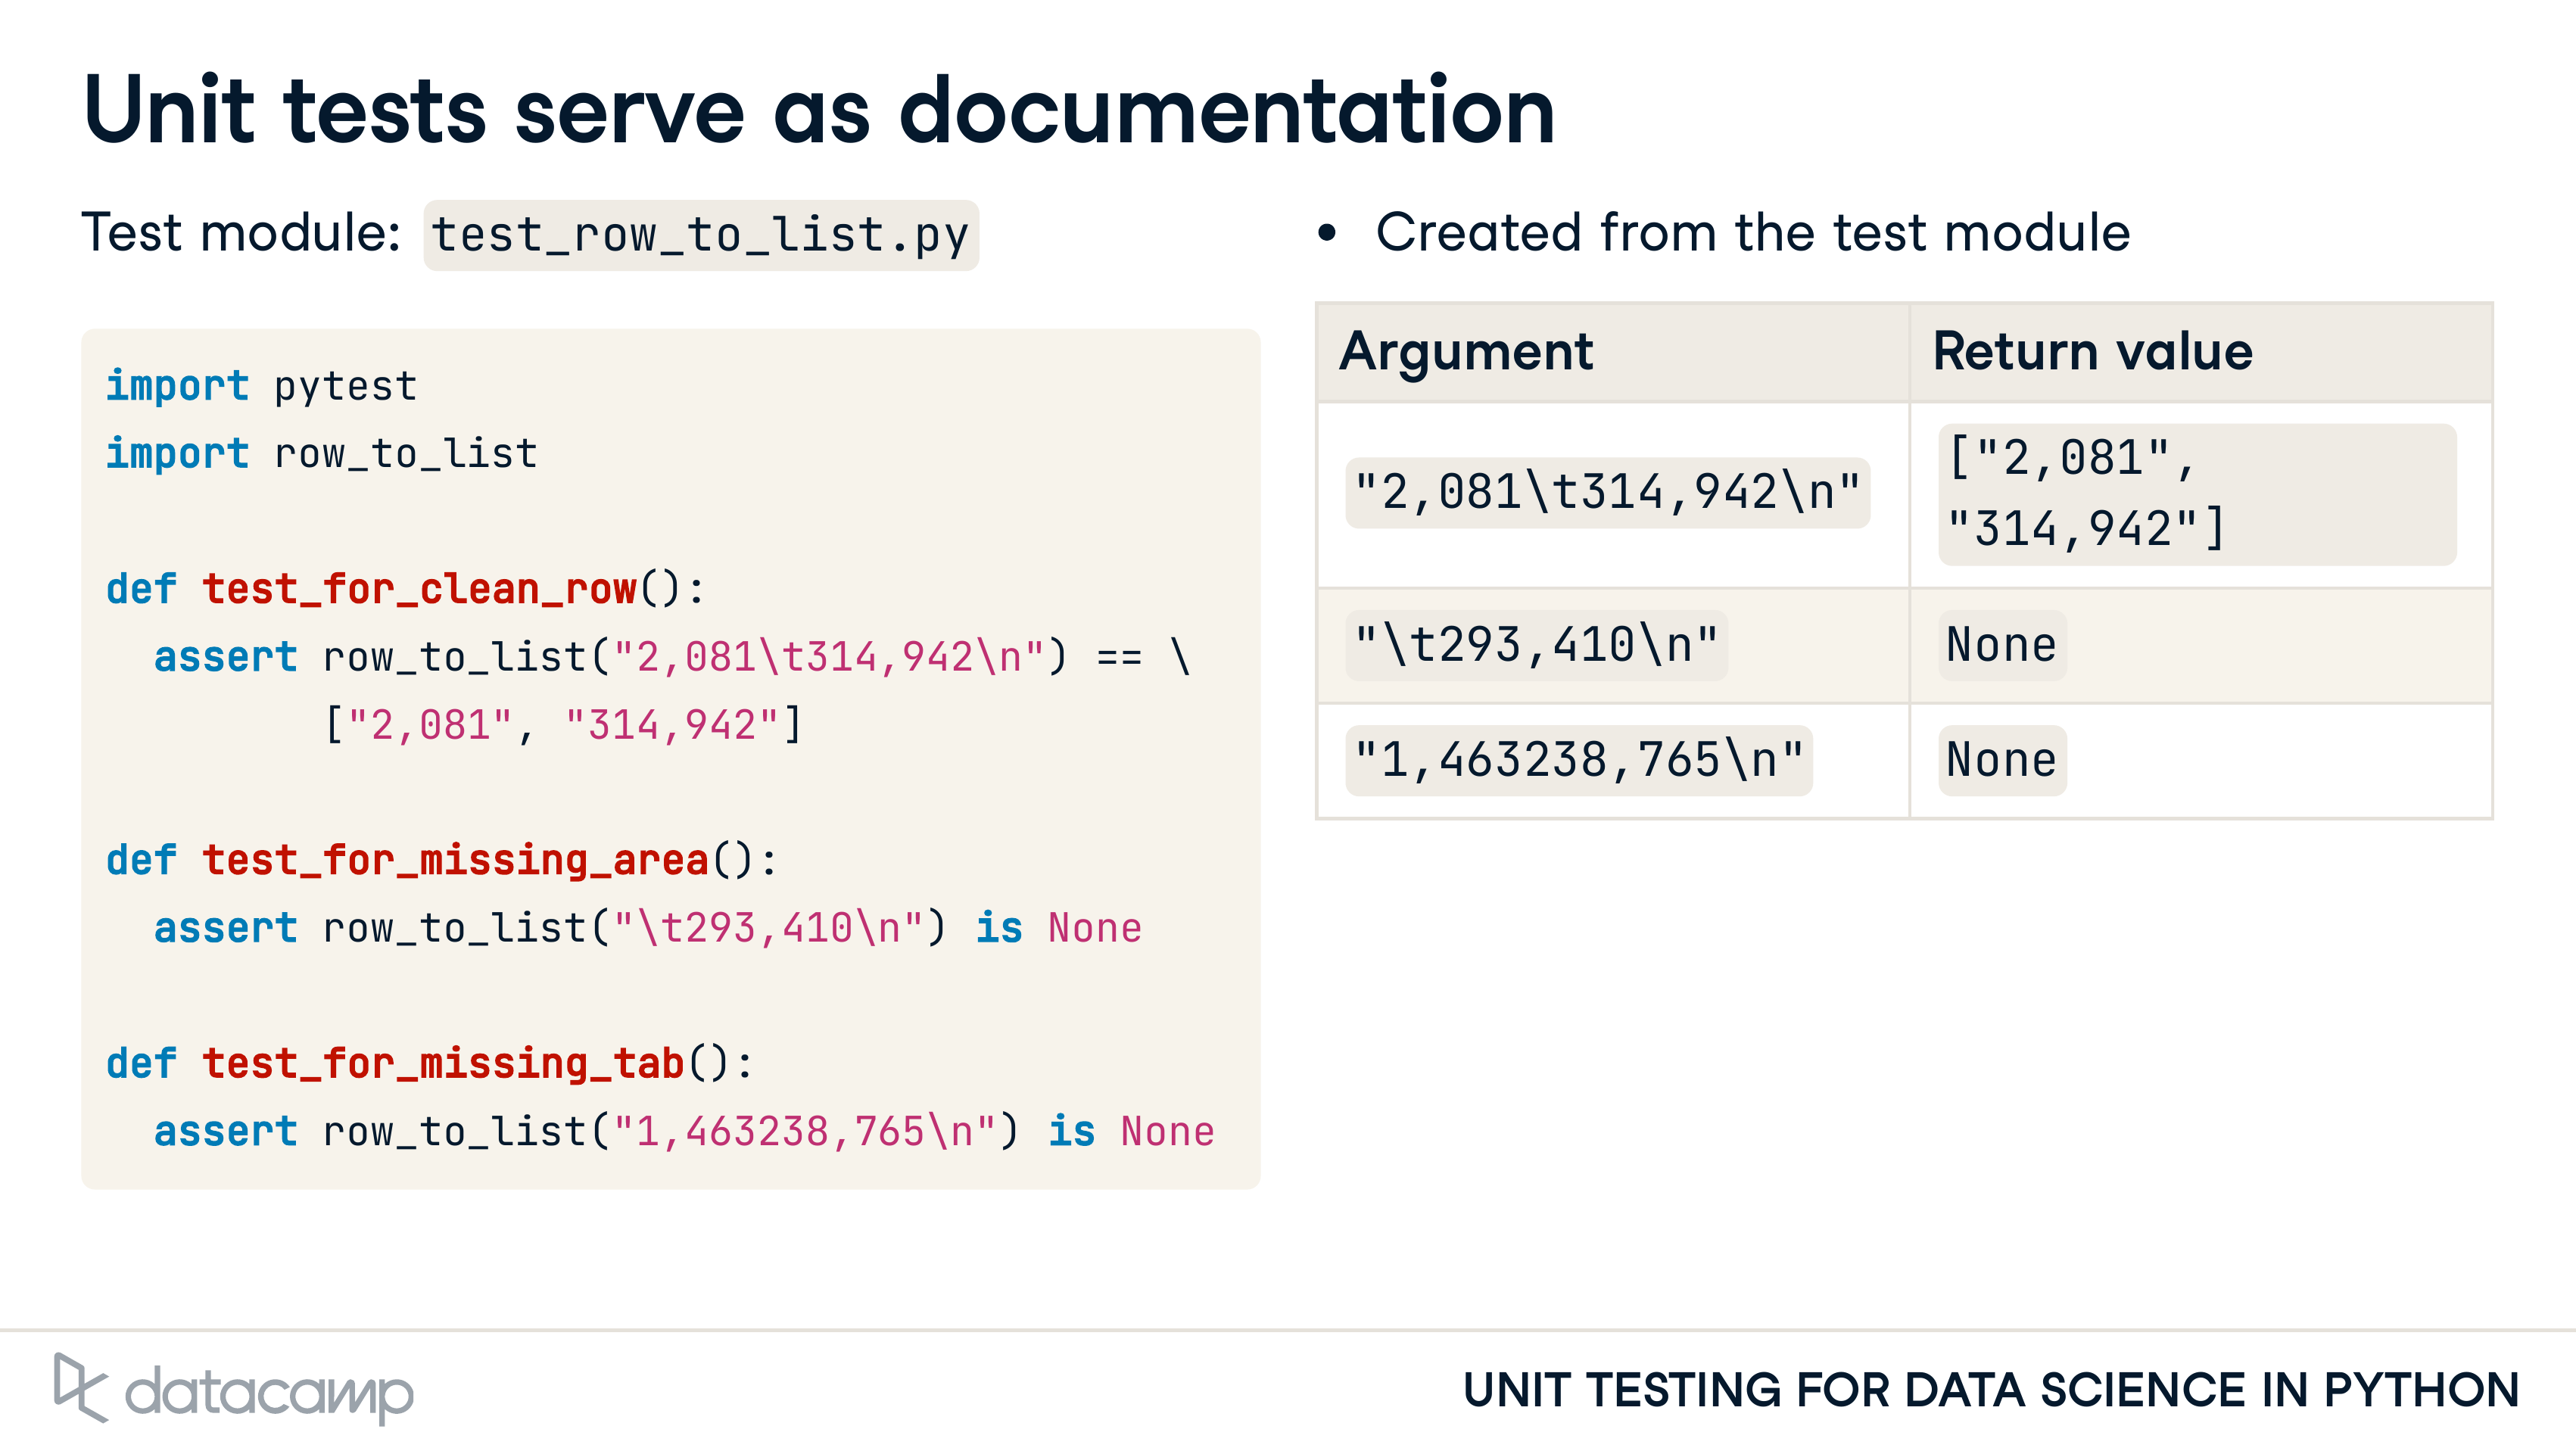 Unit tests serve as documentation
Test module: test_row_to_list.py
import pytest
import row_to_list
def test_for_clean_row():
  assert row_to_list("2,081\t314,942\n") == \
         ["2,081", "314,942"]
def test_for_missing_area():
  assert row_to_list("\t293,410\n") is None
def test_for_missing_tab():
  assert row_to_list("1,463238,765\n") is None
• Created from the test module
Argument Return value
"2,081\t314,942\n" ["2,081",
"314,942"]
"\t293,410\n" None
"1,463238,765\n" None
datacamp
UNIT TESTING FOR DATA SCIENCE IN PYTHON